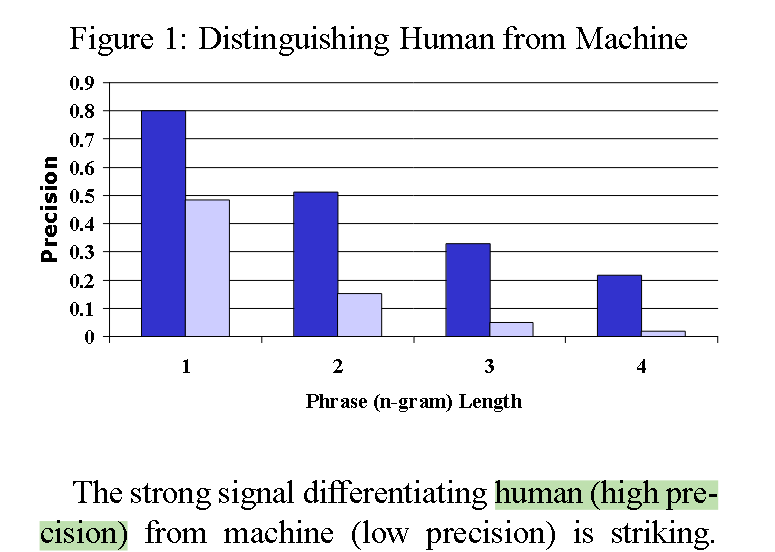 Figure 1: Distinguishing Human from Machine
0.9
0.8
0.7
0.6
0.5
0.4
0.3
0.2
0.1
0
Precision
1 2 3 4
Phrase (n-gram) Length
The strong signal differentiating human (high pre-
cision) from machine (low precision) is striking.